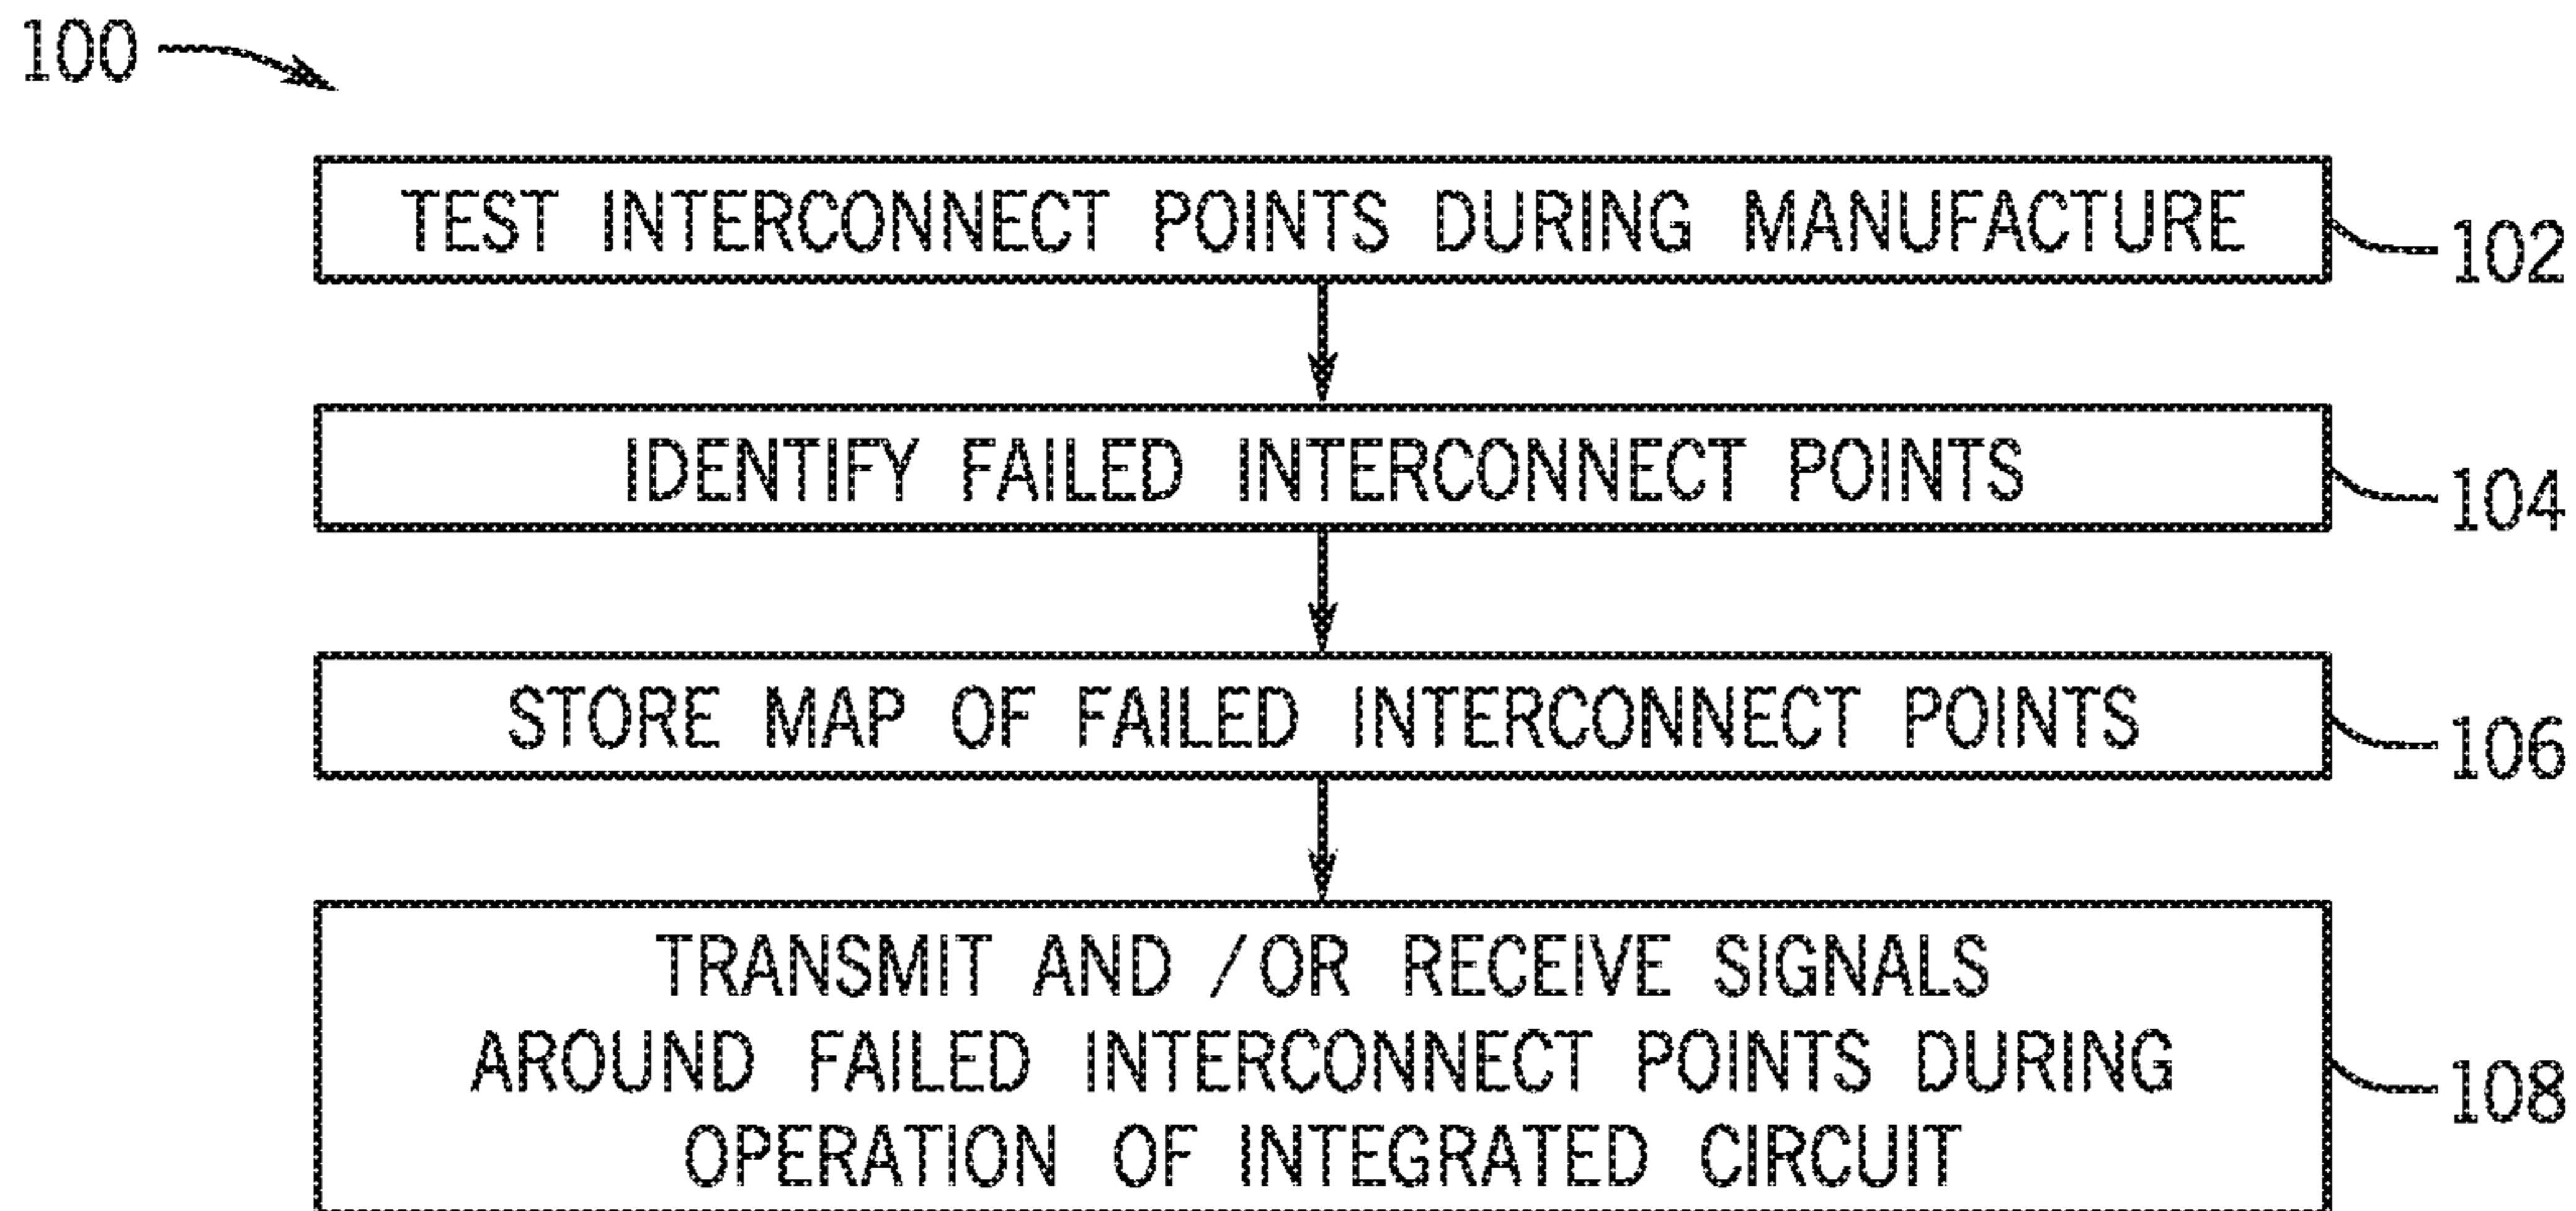 100
TEST INTERCONNECT POINTS DURING MANUFACTURE
102
IDENTIFY FAILED INTERCONNECT POINTS
104
STORE MAP OF FAILED INTERCONNECT POINTS
106
TRANSMIT AND /OR RECEIVE SIGNALS
AROUND FAILED INTERCONNECT POINTS DURING
OPERATION OF INTEGRATED CIRCUIT
108